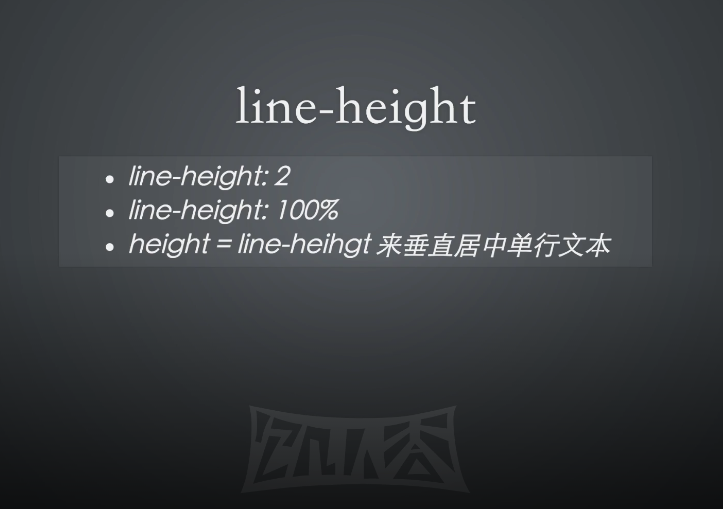 line-height
• line-height: 2
• line-height: 100%
• height = line-heihgt 来垂直居中单行文本